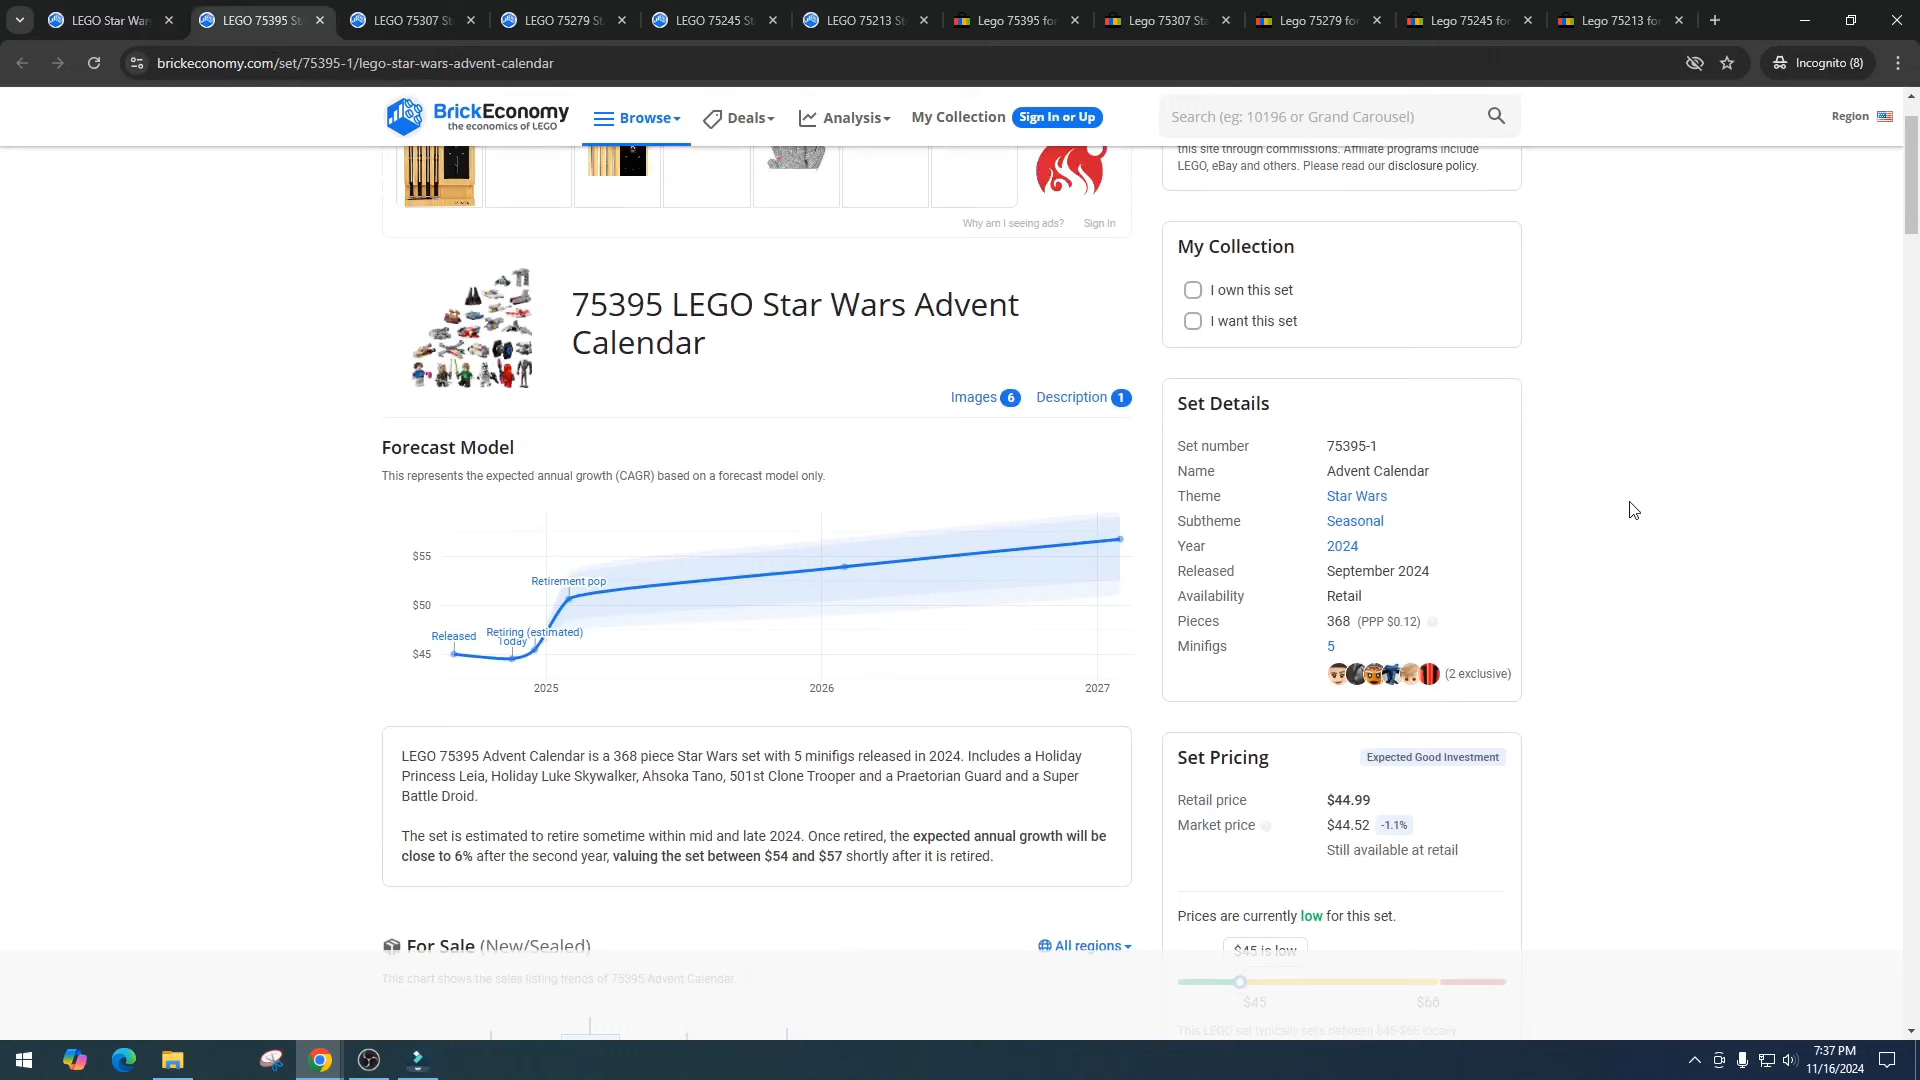 LEGO Star War
LEGO 75395 St
LEGO 75307 St
LEGO 75279 St
LEGO 75245 St
LEGO 75213 St
Lego 75395 for
Lego 75307 Sta
Lego 75279 for
Lego 75245 for
Lego 75213 for
brickeconomy.com/set/75395-1/lego-star-wars-advent-calendar
Incognito (8)
BrickEconomy
the economics of LEGO
Browse
Deals
Analysis
My Collection
Sign In or Up
Search (eg: 10196 or Grand Carousel)
Region
this site through commissions. Affiliate programs include
LEGO, eBay and others. Please read our disclosure policy.
Why am I seeing ads?
Sign In
My Collection
I own this set
I want this set
75395 LEGO Star Wars Advent
Calendar
Images 6
Description 1
Forecast Model
This represents the expected annual growth (CAGR) based on a forecast model only.
$55
$50
$45
Released
Today
Retiring (estimated)
Retirement pop
2025
2026
2027
Set Details
Set number 75395-1
Name Advent Calendar
Theme Star Wars
Subtheme Seasonal
Year 2024
Released September 2024
Availability Retail
Pieces 368 (PPP $0.12)
Minifigs 5
(2 exclusive)
LEGO 75395 Advent Calendar is a 368 piece Star Wars set with 5 minifigs released in 2024. Includes a Holiday
Princess Leia, Holiday Luke Skywalker, Ahsoka Tano, 501st Clone Trooper and a Praetorian Guard and a Super
Battle Droid.
The set is estimated to retire sometime within mid and late 2024. Once retired, the expected annual growth will be
close to 6% after the second year, valuing the set between $54 and $57 shortly after it is retired.
Set Pricing
Expected Good Investment
Retail price $44.99
Market price $44.52 -1.1%
Still available at retail
Prices are currently low for this set.
$45 is low
$45
$66
This LEGO set typically sells between $45-$66 locally
For Sale (New/Sealed)
All regions
This chart shows the sales listing trends of 75395 Advent Calendar.
7:37 PM
11/16/2024